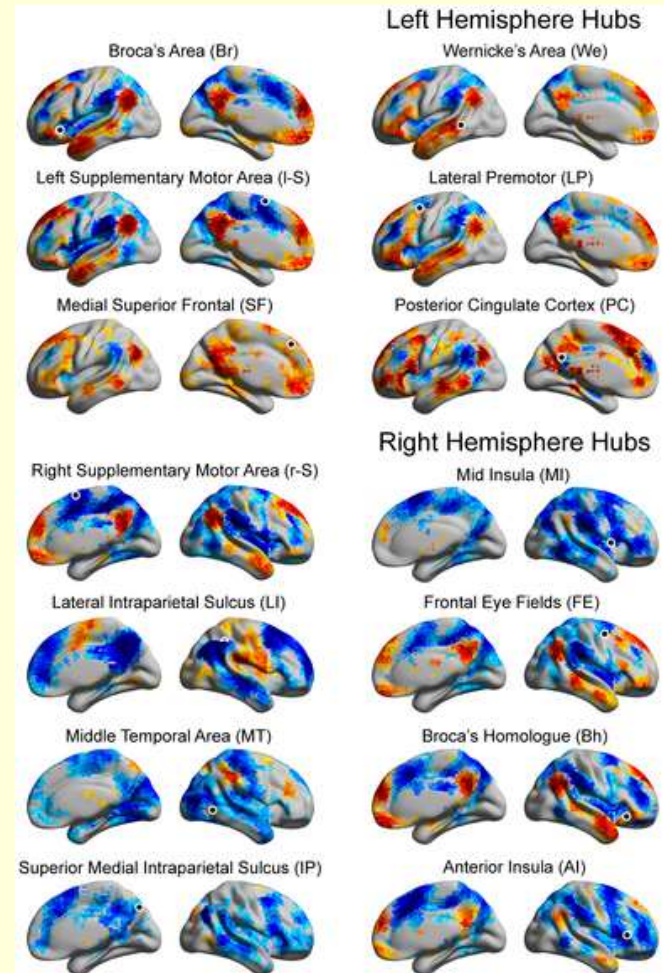 Left Hemisphere Hubs
Broca's Area (Br)
Wernicke's Area (We)
Left Supplementary Motor Area (l-S)
Lateral Premotor (LP)
Medial Superior Frontal (SF)
Posterior Cingulate Cortex (PC)
Right Hemisphere Hubs
Right Supplementary Motor Area (r-S)
Mid Insula (MI)
Lateral Intraparietal Sulcus (LI)
Frontal Eye Fields (FE)
Middle Temporal Area (MT)
Broca's Homologue (Bh)
Superior Medial Intraparietal Sulcus (IP)
Anterior Insula (AI)